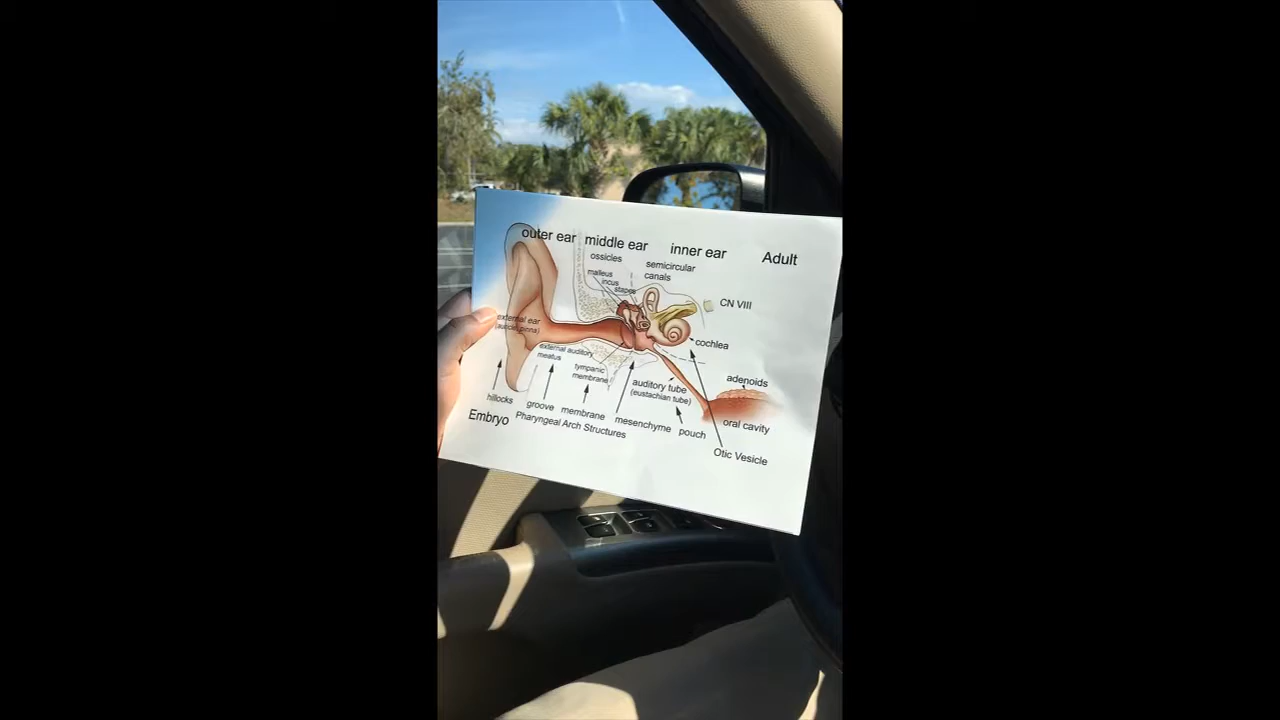 outer ear middle ear inner ear Adult
ossicles
semicircular
canals
malleus
incus
stapes
CN VIII
external ear
(auricle, pinna)
cochlea
external auditory
meatus
tympanic
membrane
auditory tube
(eustachian tube)
adenoids
oral cavity
hillocks
groove
membrane
mesenchyme
pouch
Embryo
Pharyngeal Arch Structures
Otic Vesicle